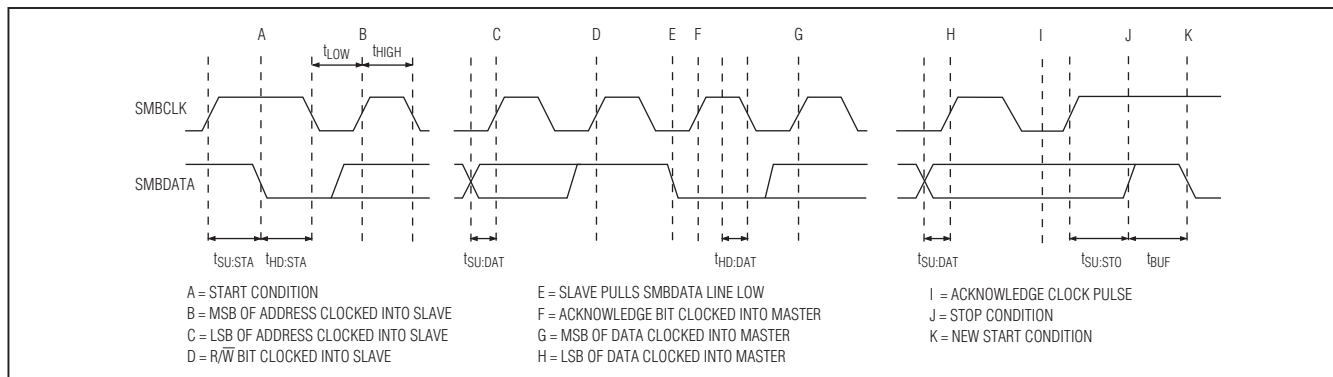 A B C D E F G H I J K
tLOW tHIGH
SMBCLK
SMBDATA
tSU:STA tHD:STA tSU:DAT tHD:DAT tSU:DAT tSU:STO tBUF
A = START CONDITION
B = MSB OF ADDRESS CLOCKED INTO SLAVE
C = LSB OF ADDRESS CLOCKED INTO SLAVE
D = R/W̅ BIT CLOCKED INTO SLAVE
E = SLAVE PULLS SMBDATA LINE LOW
F = ACKNOWLEDGE BIT CLOCKED INTO MASTER
G = MSB OF DATA CLOCKED INTO MASTER
H = LSB OF DATA CLOCKED INTO MASTER
I = ACKNOWLEDGE CLOCK PULSE
J = STOP CONDITION
K = NEW START CONDITION